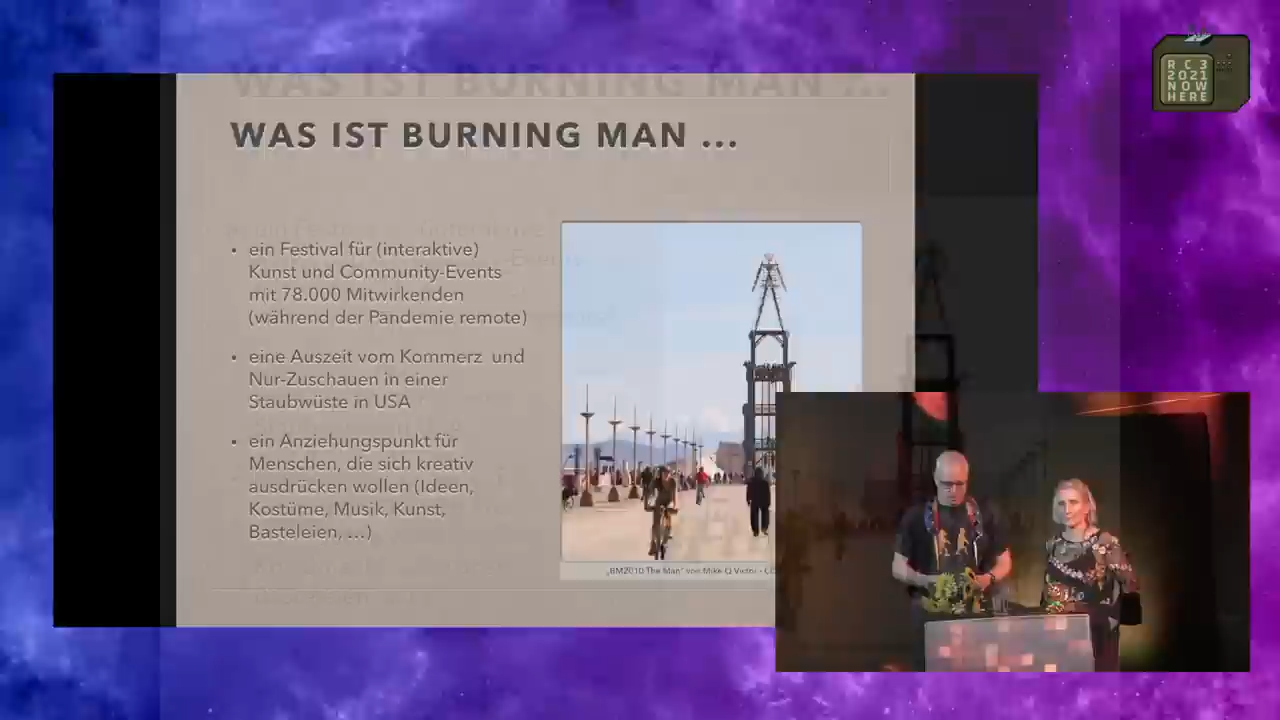 WAS IST BURNING MAN ...
• ein Festival für (interaktive)
Kunst und Community-Events
mit 78.000 Mitwirkenden
(während der Pandemie remote)
• eine Auszeit vom Kommerz und
Nur-Zuschauen in einer
Staubwüste in USA
• ein Anziehungspunkt für
Menschen, die sich kreativ
ausdrücken wollen (Ideen,
Kostüme, Musik, Kunst,
Basteleien, ...)
„BM2010 The Man" von Mike Q Victor -
RC3
2021
NOW
HERE